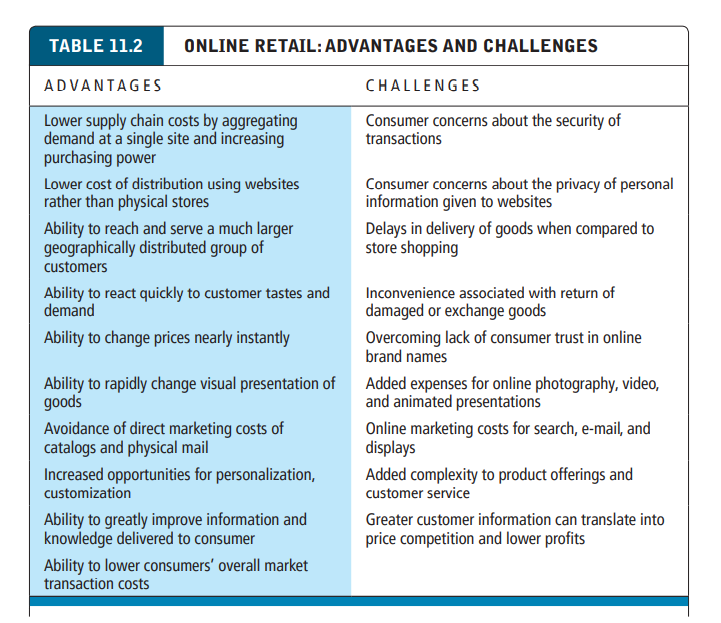 TABLE 11.2 ONLINE RETAIL: ADVANTAGES AND CHALLENGES
ADVANTAGES CHALLENGES
Lower supply chain costs by aggregating
demand at a single site and increasing
purchasing power
Consumer concerns about the security of
transactions
Lower cost of distribution using websites
rather than physical stores
Consumer concerns about the privacy of personal
information given to websites
Ability to reach and serve a much larger
geographically distributed group of
customers
Delays in delivery of goods when compared to
store shopping
Ability to react quickly to customer tastes and
demand
Inconvenience associated with return of
damaged or exchange goods
Ability to change prices nearly instantly
Overcoming lack of consumer trust in online
brand names
Ability to rapidly change visual presentation of
goods
Added expenses for online photography, video,
and animated presentations
Avoidance of direct marketing costs of
catalogs and physical mail
Online marketing costs for search, e-mail, and
displays
Increased opportunities for personalization,
customization
Added complexity to product offerings and
customer service
Ability to greatly improve information and
knowledge delivered to consumer
Greater customer information can translate into
price competition and lower profits
Ability to lower consumers’ overall market
transaction costs